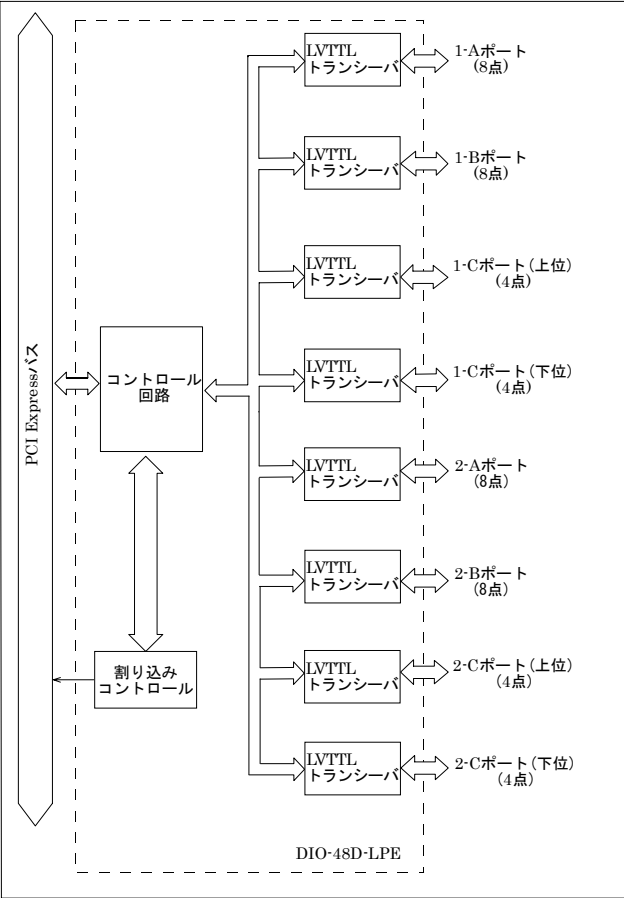 LVTTL
トランシーバ
1-Aポート
(8点)
LVTTL
トランシーバ
1-Bポート
(8点)
LVTTL
トランシーバ
1-Cポート(上位)
(4点)
LVTTL
トランシーバ
1-Cポート(下位)
(4点)
PCI Expressバス
コントロール
回路
LVTTL
トランシーバ
2-Aポート
(8点)
LVTTL
トランシーバ
2-Bポート
(8点)
割り込み
コントロール
LVTTL
トランシーバ
2-Cポート(上位)
(4点)
LVTTL
トランシーバ
2-Cポート(下位)
(4点)
DIO-48D-LPE